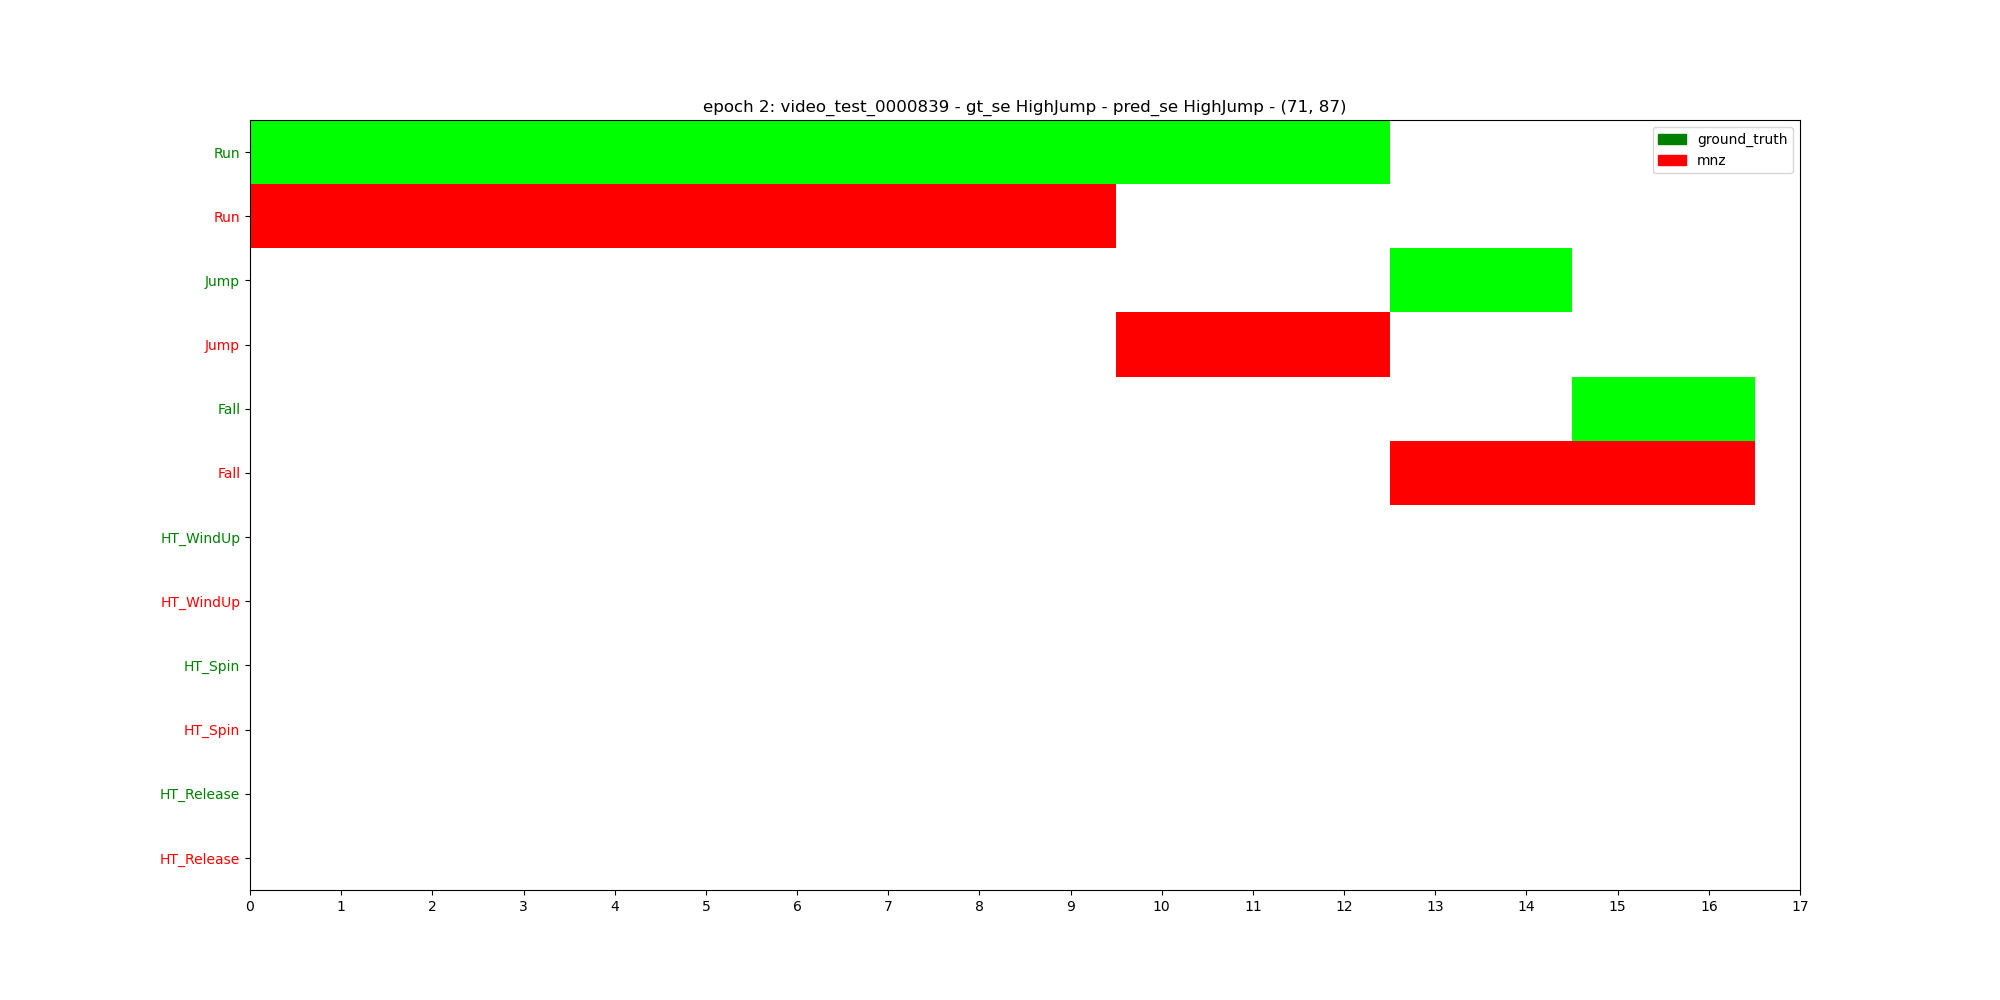 epoch 2: video_test_0000839 - gt_se HighJump - pred_se HighJump - (71, 87)
ground_truth
mnz
Run
Run
Jump
Jump
Fall
Fall
HT_WindUp
HT_WindUp
HT_Spin
HT_Spin
HT_Release
HT_Release
0 1 2 3 4 5 6 7 8 9 10 11 12 13 14 15 16 17